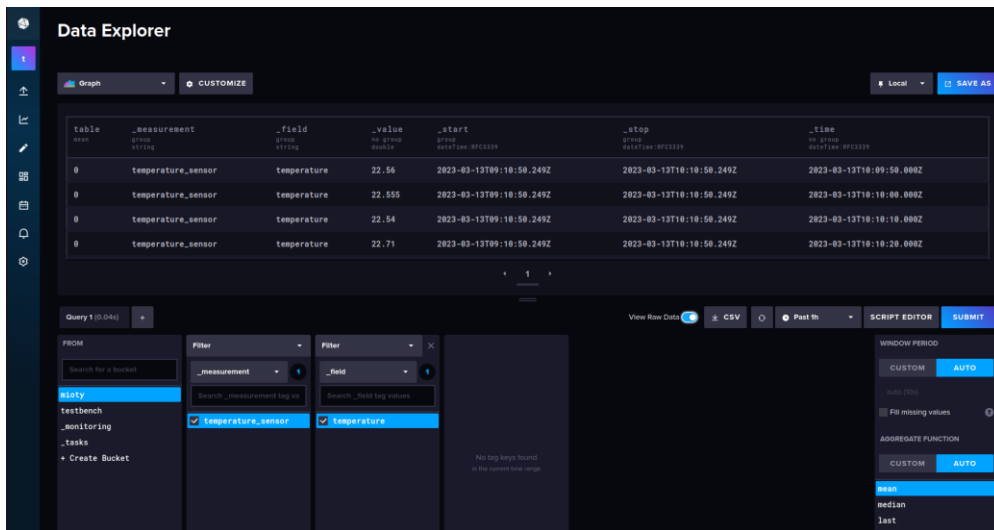 Data Explorer
t
Graph
CUSTOMIZE
Local
SAVE AS
table _measurement _field _value _start _stop _time
mean group group no group group group no group
string string double dateTime:RFC3339 dateTime:RFC3339 dateTime:RFC3339
0 temperature_sensor temperature 22.56 2023-03-13T09:10:50.249Z 2023-03-13T10:10:50.249Z 2023-03-13T10:09:50.000Z
0 temperature_sensor temperature 22.555 2023-03-13T09:10:50.249Z 2023-03-13T10:10:50.249Z 2023-03-13T10:10:00.000Z
0 temperature_sensor temperature 22.54 2023-03-13T09:10:50.249Z 2023-03-13T10:10:50.249Z 2023-03-13T10:10:10.000Z
0 temperature_sensor temperature 22.71 2023-03-13T09:10:50.249Z 2023-03-13T10:10:50.249Z 2023-03-13T10:10:20.000Z
1
Query 1 (0.04s) +
View Raw Data
CSV
Past 1h
SCRIPT EDITOR
SUBMIT
FROM
Search for a bucket
mioty
testbench
_monitoring
_tasks
+ Create Bucket
Filter
_measurement 1
Search _measurement tag va
temperature_sensor
Filter
_field 1
Search _field tag values
temperature
No tag keys found
in the current time range
WINDOW PERIOD
CUSTOM AUTO
auto (10s)
Fill missing values ?
AGGREGATE FUNCTION
CUSTOM AUTO
mean
median
last